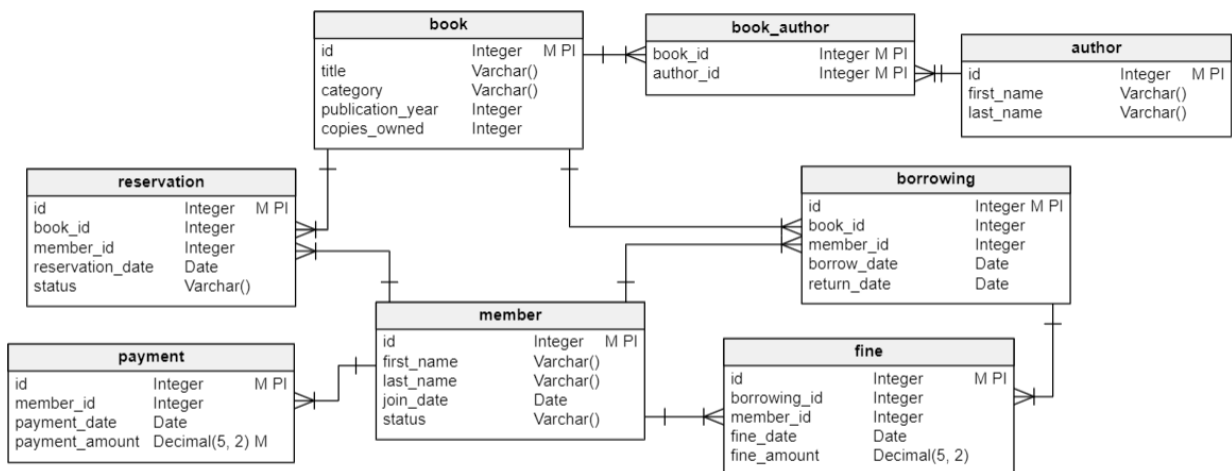 book
id Integer M PI
title Varchar()
category Varchar()
publication_year Integer
copies_owned Integer
book_author
book_id Integer M PI
author_id Integer M PI
author
id Integer M PI
first_name Varchar()
last_name Varchar()
reservation
id Integer M PI
book_id Integer
member_id Integer
reservation_date Date
status Varchar()
borrowing
id Integer M PI
book_id Integer
member_id Integer
borrow_date Date
return_date Date
member
id Integer M PI
first_name Varchar()
last_name Varchar()
join_date Date
status Varchar()
payment
id Integer M PI
member_id Integer
payment_date Date
payment_amount Decimal(5, 2) M
fine
id Integer M PI
borrowing_id Integer
member_id Integer
fine_date Date
fine_amount Decimal(5, 2)